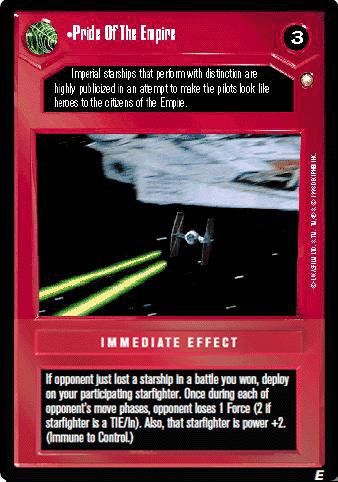 •Pride Of The Empire
3
Imperial starships that perform with distinction are
highly publicized in an attempt to make the pilots look like
heroes to the citizens of the Empire.
IMMEDIATE EFFECT
If opponent just lost a starship in a battle you won, deploy
on your participating starfighter. Once during each of
opponent's move phases, opponent loses 1 Force (2 if
starfighter is a TIE/ln). Also, that starfighter is power +2.
(Immune to Control.)
E